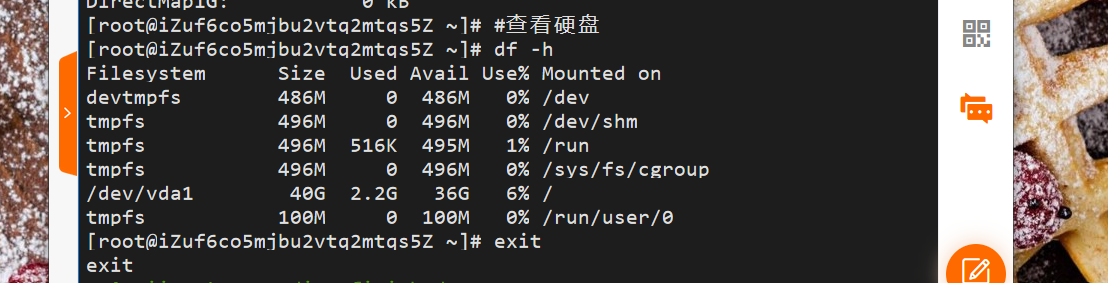 DirectMap1G:             0 kB
[root@iZuf6co5mjbu2vtq2mtqs5Z ~]# #查看硬盘
[root@iZuf6co5mjbu2vtq2mtqs5Z ~]# df -h
Filesystem      Size  Used Avail Use% Mounted on
devtmpfs        486M     0  486M   0% /dev
tmpfs           496M     0  496M   0% /dev/shm
tmpfs           496M  516K  495M   1% /run
tmpfs           496M     0  496M   0% /sys/fs/cgroup
/dev/vda1        40G  2.2G   36G   6% /
tmpfs           100M     0  100M   0% /run/user/0
[root@iZuf6co5mjbu2vtq2mtqs5Z ~]# exit
exit